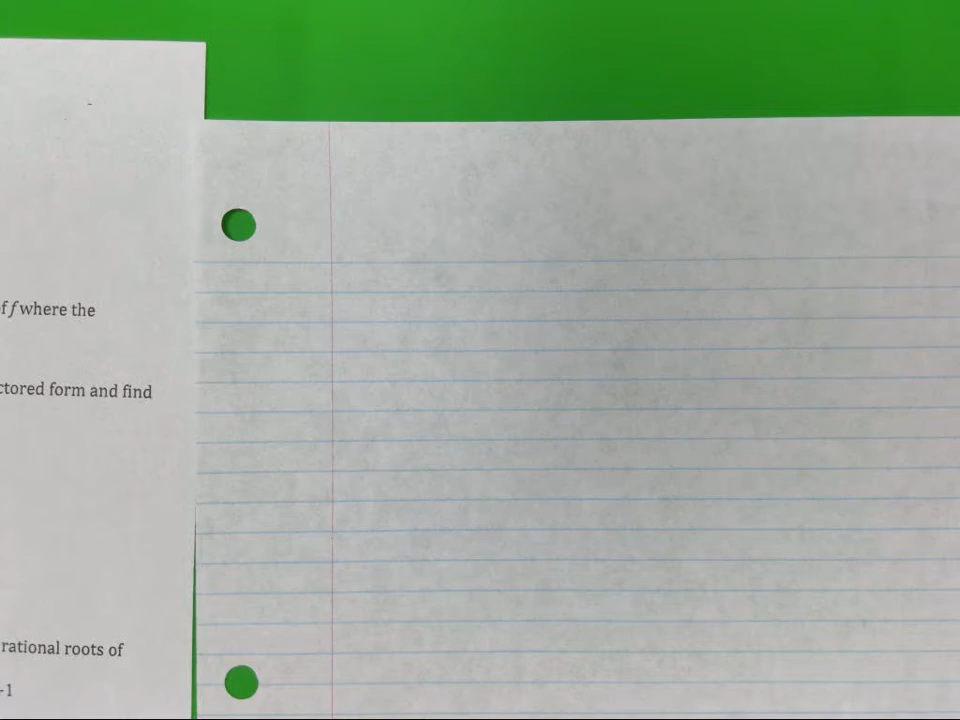 f where the
ctored form and find
rational roots of
-1